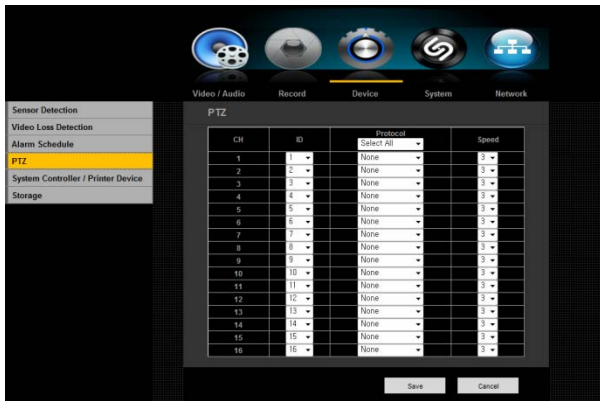 Video / Audio Record Device System Network
Sensor Detection
Video Loss Detection
Alarm Schedule
PTZ
System Controller / Printer Device
Storage
PTZ
CH ID Protocol Speed
Select All
1 1 None 3
2 2 None 3
3 3 None 3
4 4 None 3
5 5 None 3
6 6 None 3
7 7 None 3
8 8 None 3
9 9 None 3
10 10 None 3
11 11 None 3
12 12 None 3
13 13 None 3
14 14 None 3
15 15 None 3
16 16 None 3
Save Cancel